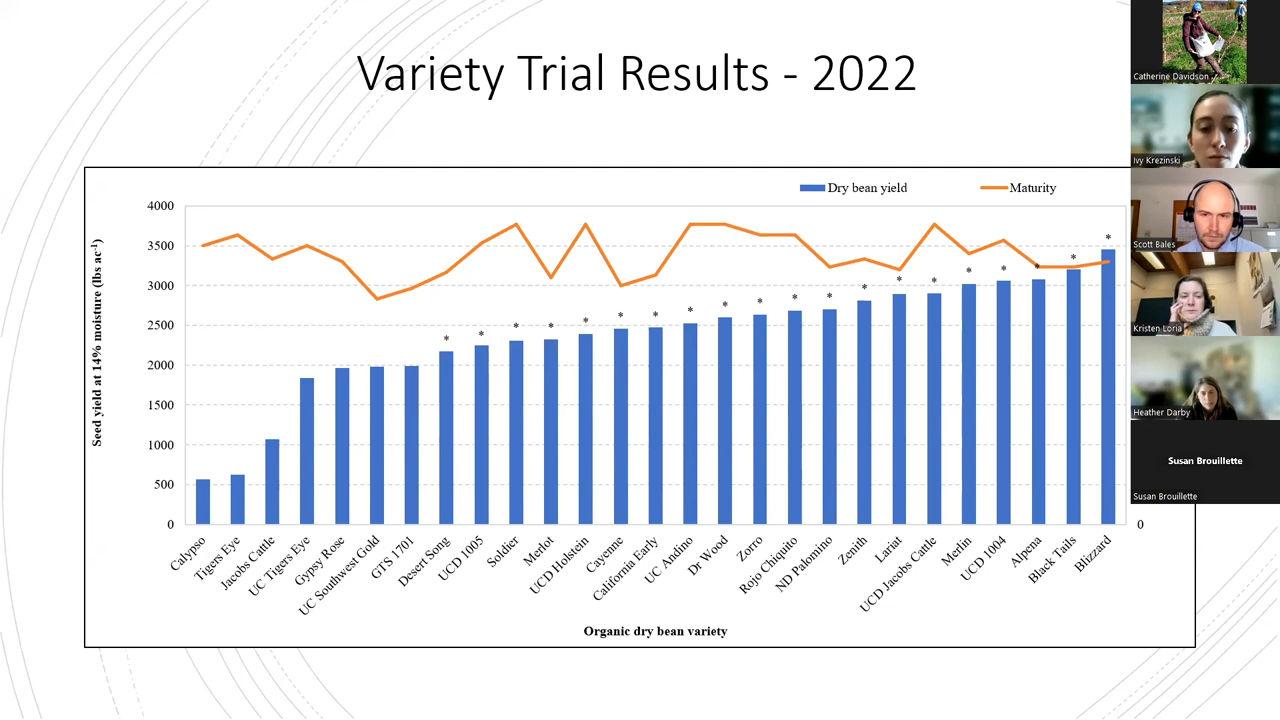 Variety Trial Results - 2022
Dry bean yield
Maturity
Seed yield at 14% moisture (lbs ac-1)
4000
3500
3000
2500
2000
1500
1000
500
0
* * * * * * * * * * * * * * * * * * * *
0
Calypso
Tigers Eye
Jacobs Cattle
UC Tigers Eye
Gypsy Rose
UC Southwest Gold
GTS 1701
Desert Song
UCD 1005
Soldier
Merlot
UCD Holstein
Cayenne
California Early
UC Andino
Dr Wood
Zorro
Rojo Chiquito
ND Palomino
Zenith
Lariat
UCD Jacobs Cattle
Merlin
UCD 1004
Alpena
Black Tails
Blizzard
Organic dry bean variety
Catherine Davidson
Ivy Krezinski
Scott Bales
Kristen Loria
Heather Darby
Susan Brouillette
Susan Brouillette